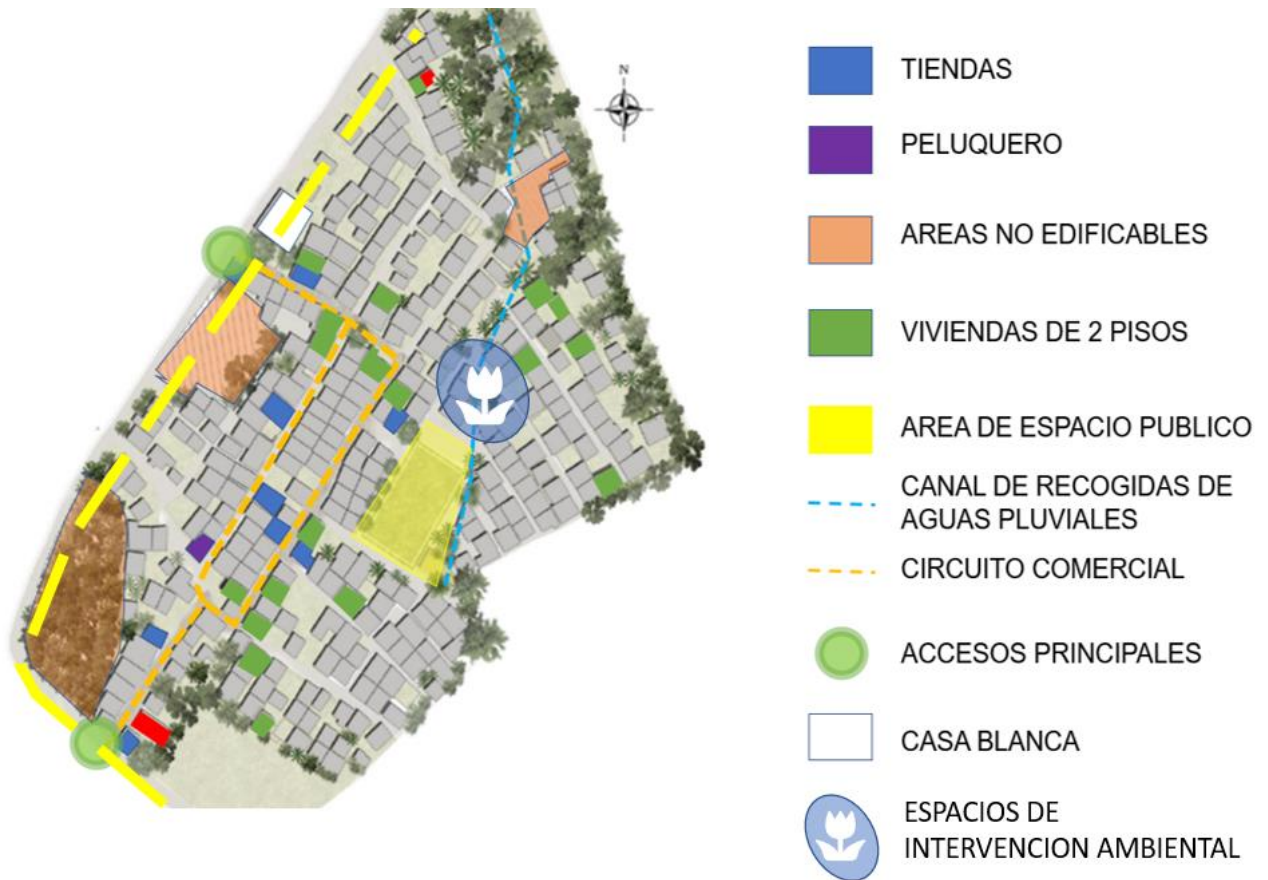 N
TIENDAS
PELUQUERO
AREAS NO EDIFICABLES
VIVIENDAS DE 2 PISOS
AREA DE ESPACIO PUBLICO
CANAL DE RECOGIDAS DE
AGUAS PLUVIALES
CIRCUITO COMERCIAL
ACCESOS PRINCIPALES
CASA BLANCA
ESPACIOS DE
INTERVENCION AMBIENTAL